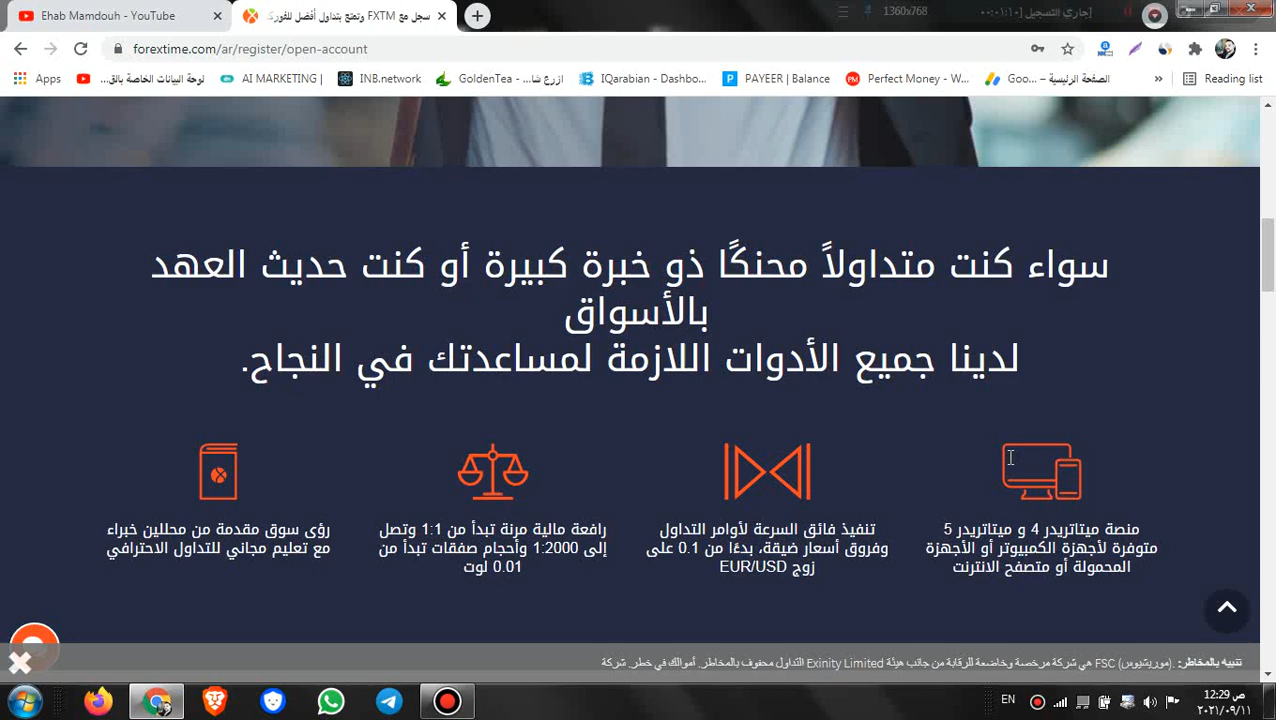 Ehab Mamdouh - YouTube
سجل مع FXTM وتمتع بتداول أفضل للفورك
إجاري التسجيل [٠٠:٠١:١٠
1360x768
forextime.com/ar/register/open-account
Apps
لوحة البيانات الخاصة بالق...
AI MARKETING |
INB.network
GoldenTea - ...ازرع شا
IQarabian - Dashbo...
PAYEER | Balance
Perfect Money - W...
Goo... – الصفحة الرئيسية
»
Reading list
سواء كنت متداولاً محنكًا ذو خبرة كبيرة أو كنت حديث العهد
بالأسواق
لدينا جميع الأدوات اللازمة لمساعدتك في النجاح.
منصة ميتاتريدر 4 و ميتاتريدر 5
متوفرة لأجهزة الكمبيوتر أو الأجهزة
المحمولة أو متصفح الانترنت
تنفيذ فائق السرعة لأوامر التداول
وفروق أسعار ضيقة، بدءًا من 0.1 على
زوج EUR/USD
رافعة مالية مرنة تبدأ من 1:1 وتصل
إلى 1:2000 وأحجام صفقات تبدأ من
0.01 لوت
رؤى سوق مقدمة من محللين خبراء
مع تعليم مجاني للتداول الاحترافي
تنبيه بالمخاطر: التداول محفوف بالمخاطر. أموالك في خطر. شركة Exinity Limited هي شركة مرخصة وخاضعة للرقابة من جانب هيئة FSC (موريشيوس).
EN
12:29 ص
٢٠٢١/٠٩/١١